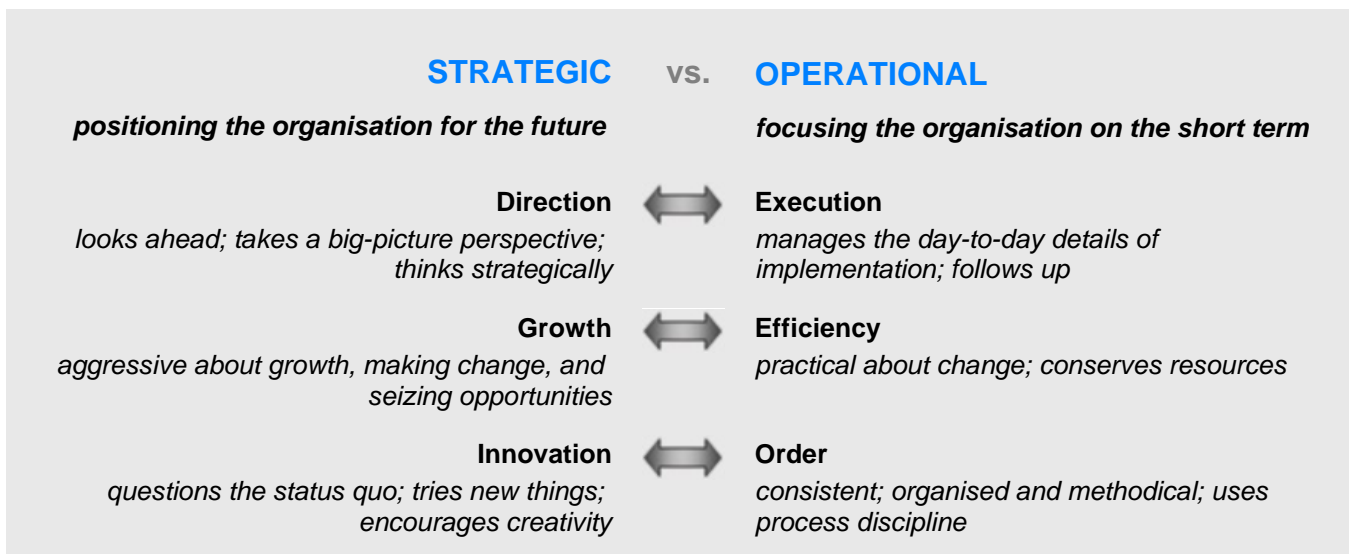 STRATEGIC vs. OPERATIONAL
positioning the organisation for the future
focusing the organisation on the short term
Direction
looks ahead; takes a big-picture perspective;
thinks strategically
Execution
manages the day-to-day details of
implementation; follows up
Growth
aggressive about growth, making change, and
seizing opportunities
Efficiency
practical about change; conserves resources
Innovation
questions the status quo; tries new things;
encourages creativity
Order
consistent; organised and methodical; uses
process discipline